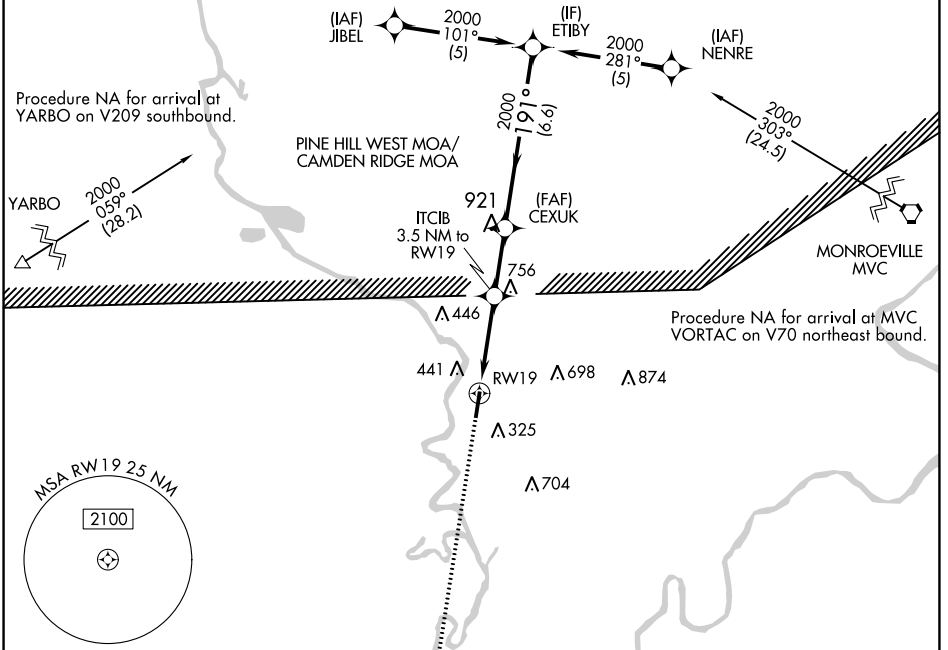 (IAF)
JIBEL
2000
101°
(5)
(IF)
ETIBY
2000
281°
(5)
(IAF)
NENRE
Procedure NA for arrival at
YARBO on V209 southbound.
2000
191°
(6.6)
2000
303°
(24.5)
PINE HILL WEST MOA/
CAMDEN RIDGE MOA
YARBO
2000
059°
(28.2)
921
(FAF)
CEXUK
ITCIB
3.5 NM to
RW19
756
MONROEVILLE
MVC
446
Procedure NA for arrival at MVC
VORTAC on V70 northeast bound.
441
RW19
698
874
325
704
MSA RW19 25 NM
2100